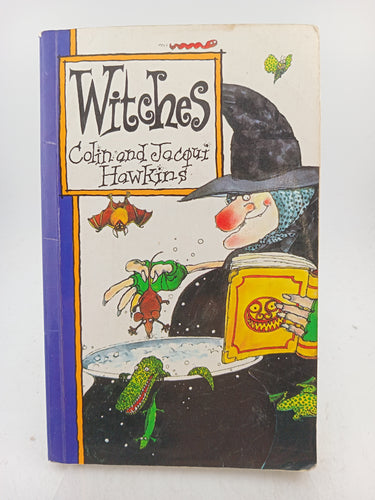 Witches
Colin and Jacqui
Hawkins